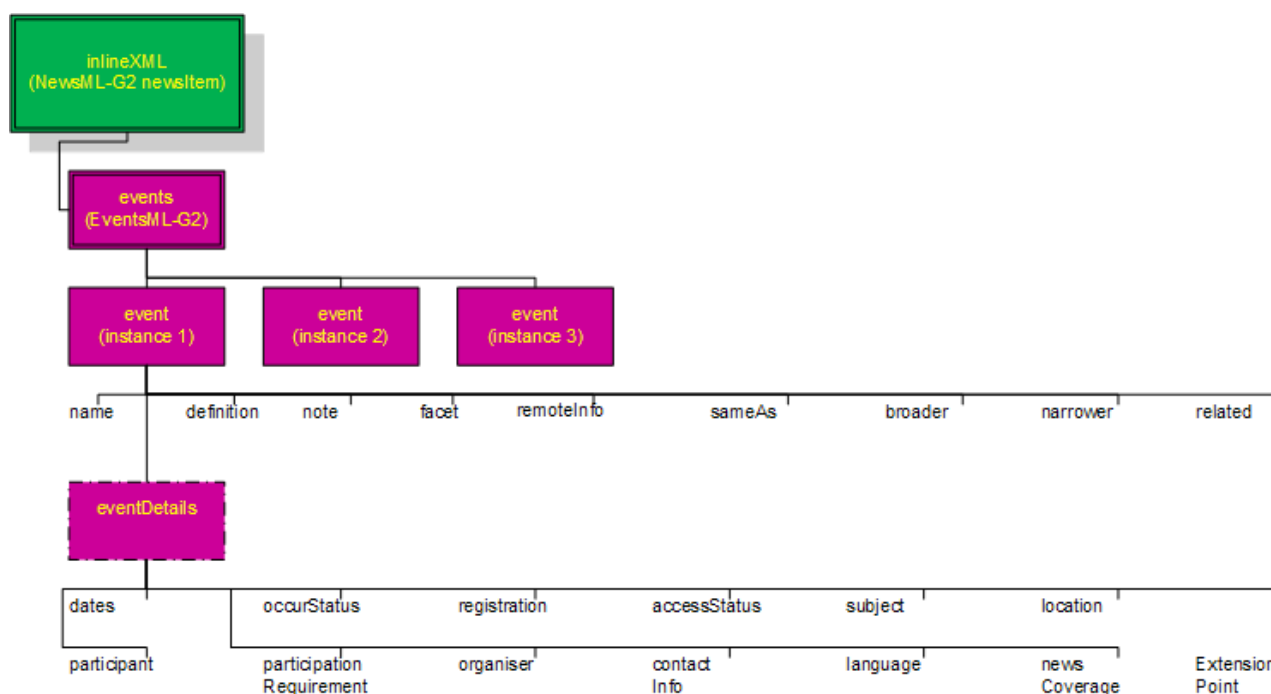 inlineXML
(NewsML-G2 newsItem)
events
(EventsML-G2)
event
(instance 1)
event
(instance 2)
event
(instance 3)
name definition note facet remoteInfo sameAs broader narrower related
eventDetails
dates occurStatus registration accessStatus subject location
participant participation organiser contact language news Extension
Requirement Info Coverage Point